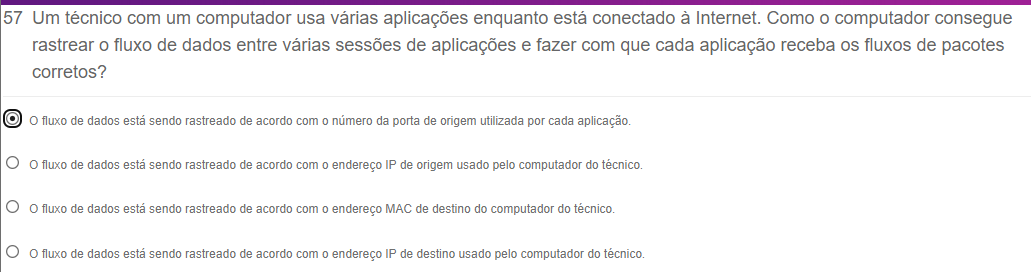 57 Um técnico com um computador usa várias aplicações enquanto está conectado à Internet. Como o computador consegue
rastrear o fluxo de dados entre várias sessões de aplicações e fazer com que cada aplicação receba os fluxos de pacotes
corretos?
O fluxo de dados está sendo rastreado de acordo com o número da porta de origem utilizada por cada aplicação.
O fluxo de dados está sendo rastreado de acordo com o endereço IP de origem usado pelo computador do técnico.
O fluxo de dados está sendo rastreado de acordo com o endereço MAC de destino do computador do técnico.
O fluxo de dados está sendo rastreado de acordo com o endereço IP de destino usado pelo computador do técnico.